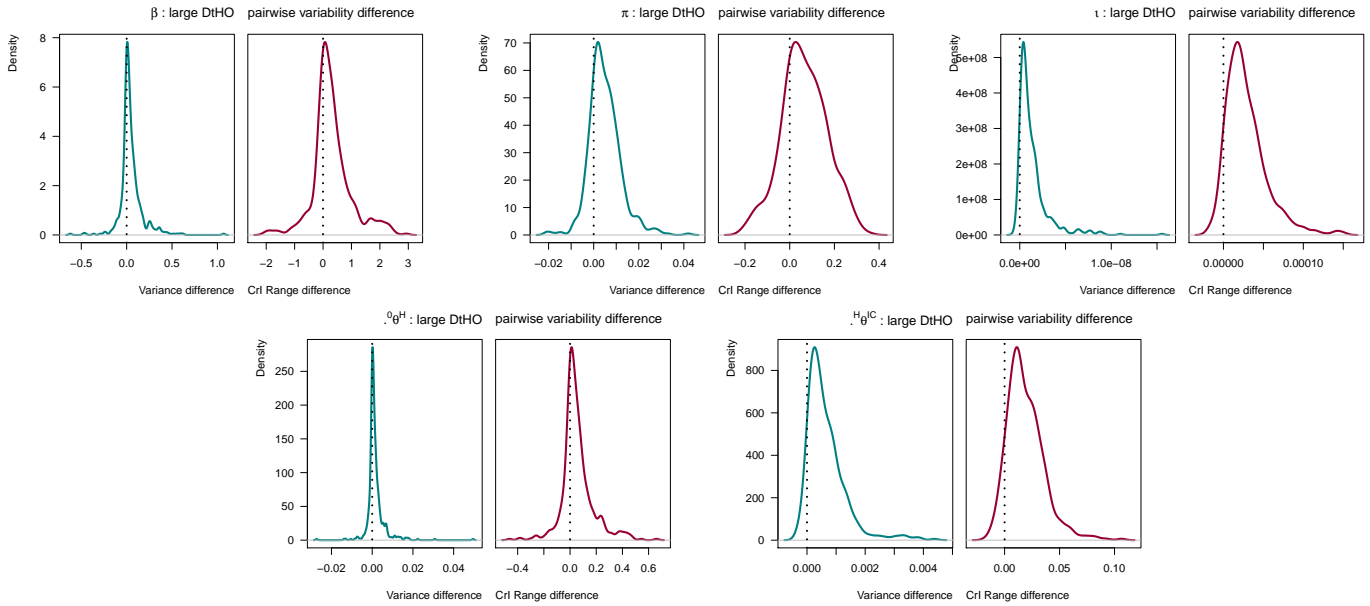 β : large DtHO pairwise variability difference
Density
8
6
4
2
0
−0.5 0.0 0.5 1.0
−2 −1 0 1 2 3
Variance difference CrI Range difference
π : large DtHO pairwise variability difference
Density
70
60
50
40
30
20
10
0
−0.02 0.00 0.02 0.04
−0.2 0.0 0.2 0.4
Variance difference CrI Range difference
ι : large DtHO pairwise variability difference
Density
5e+08
4e+08
3e+08
2e+08
1e+08
0e+00
0.0e+00 1.0e−08
0.00000 0.00010
Variance difference CrI Range difference
.⁰θᴴ : large DtHO pairwise variability difference
Density
250
200
150
100
50
0
−0.02 0.00 0.02 0.04
−0.4 0.0 0.2 0.4 0.6
Variance difference CrI Range difference
.ᴴθᴵᶜ : large DtHO pairwise variability difference
Density
800
600
400
200
0
0.000 0.002 0.004
0.00 0.05 0.10
Variance difference CrI Range difference